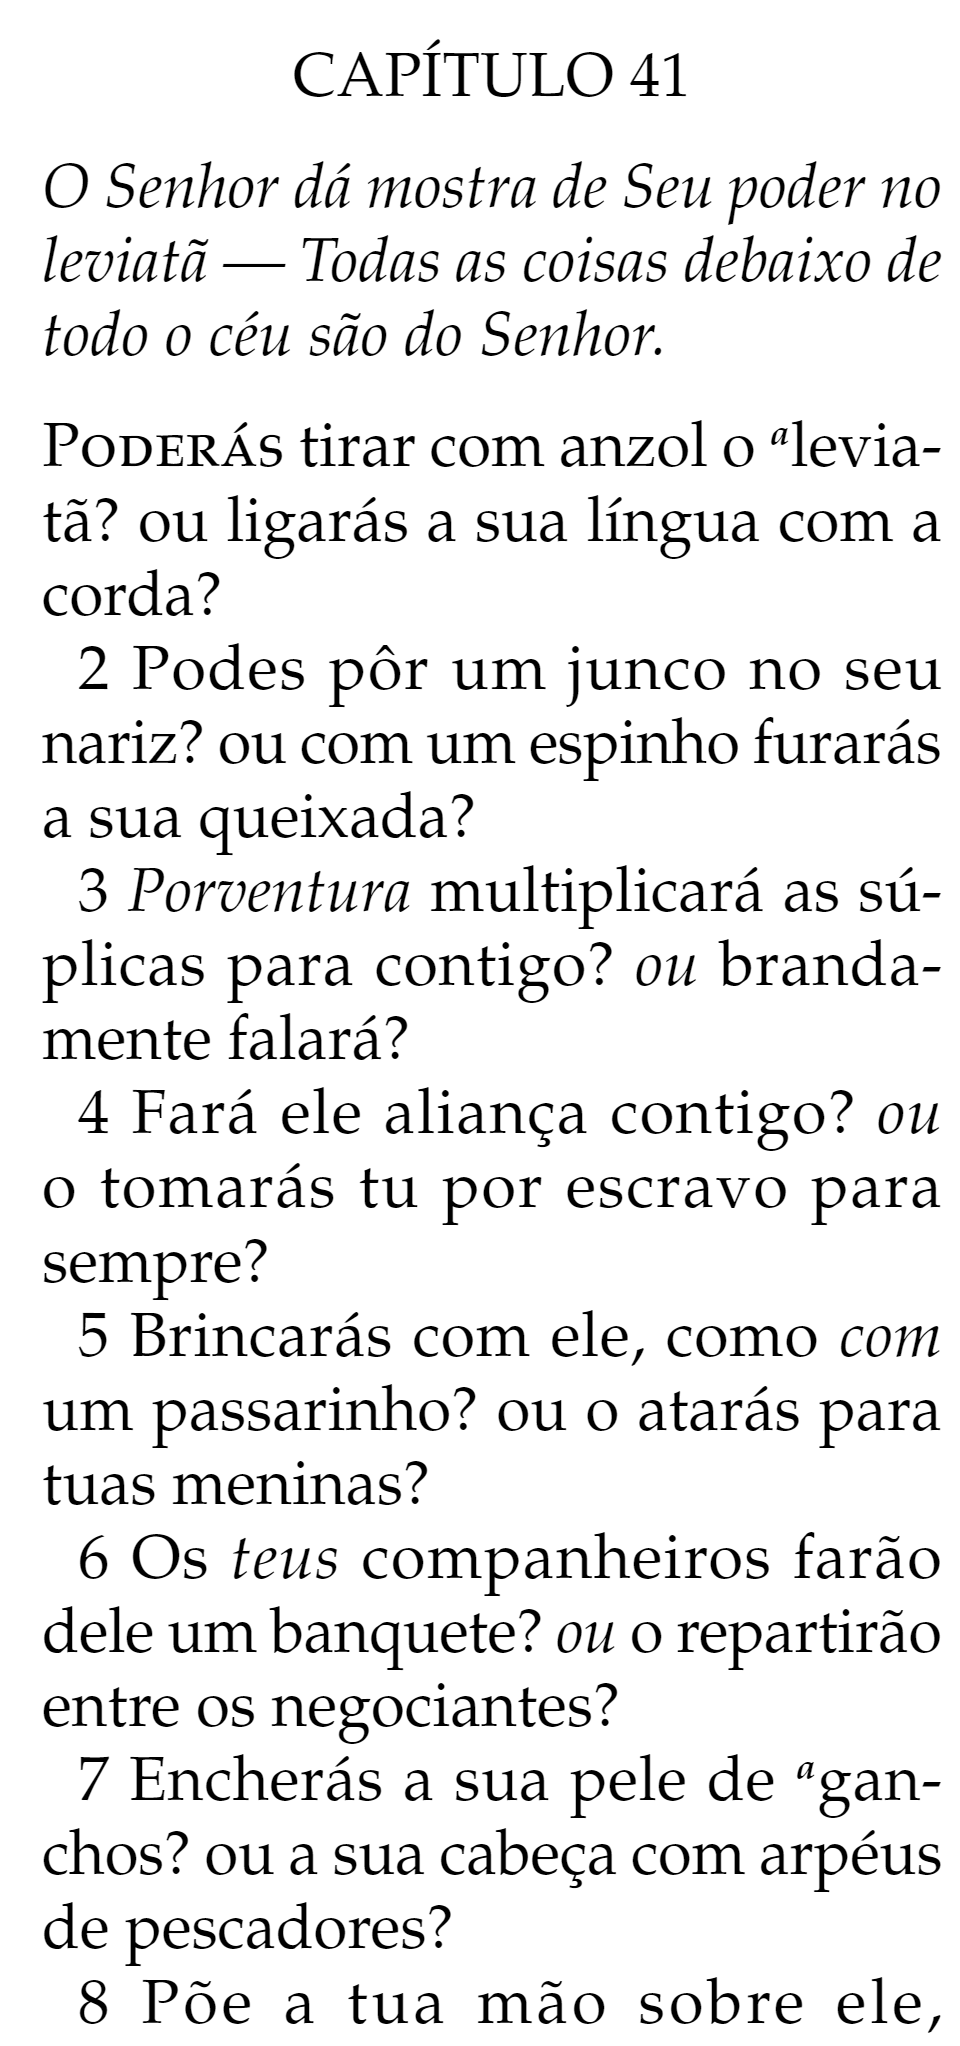 CAPÍTULO 41
O Senhor dá mostra de Seu poder no
leviatã — Todas as coisas debaixo de
todo o céu são do Senhor.
PODERÁS tirar com anzol o ᵃlevia-
tã? ou ligarás a sua língua com a
corda?
2 Podes pôr um junco no seu
nariz? ou com um espinho furarás
a sua queixada?
3 Porventura multiplicará as sú-
plicas para contigo? ou branda-
mente falará?
4 Fará ele aliança contigo? ou
o tomarás tu por escravo para
sempre?
5 Brincarás com ele, como com
um passarinho? ou o atarás para
tuas meninas?
6 Os teus companheiros farão
dele um banquete? ou o repartirão
entre os negociantes?
7 Encherás a sua pele de ᵃgan-
chos? ou a sua cabeça com arpéus
de pescadores?
8 Põe a tua mão sobre ele,